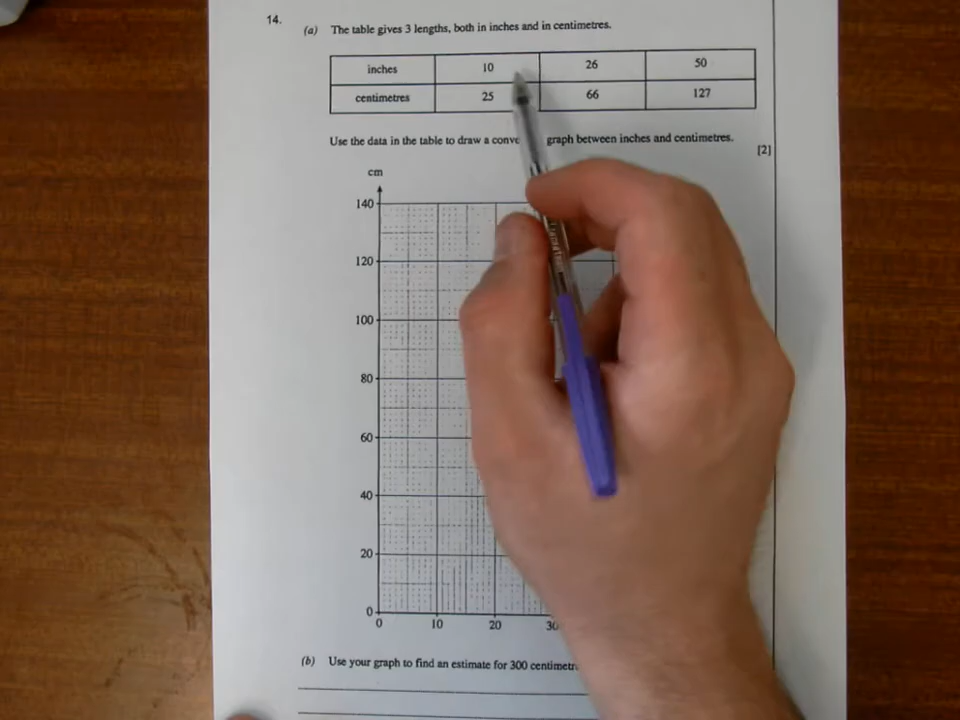 14.
(a) The table gives 3 lengths, both in inches and in centimetres.
inches 10 26 50
centimetres 25 66 127
Use the data in the table to draw a conve graph between inches and centimetres.
[2]
cm
140
120
100
80
60
40
20
0
0 10 20 30
(b) Use your graph to find an estimate for 300